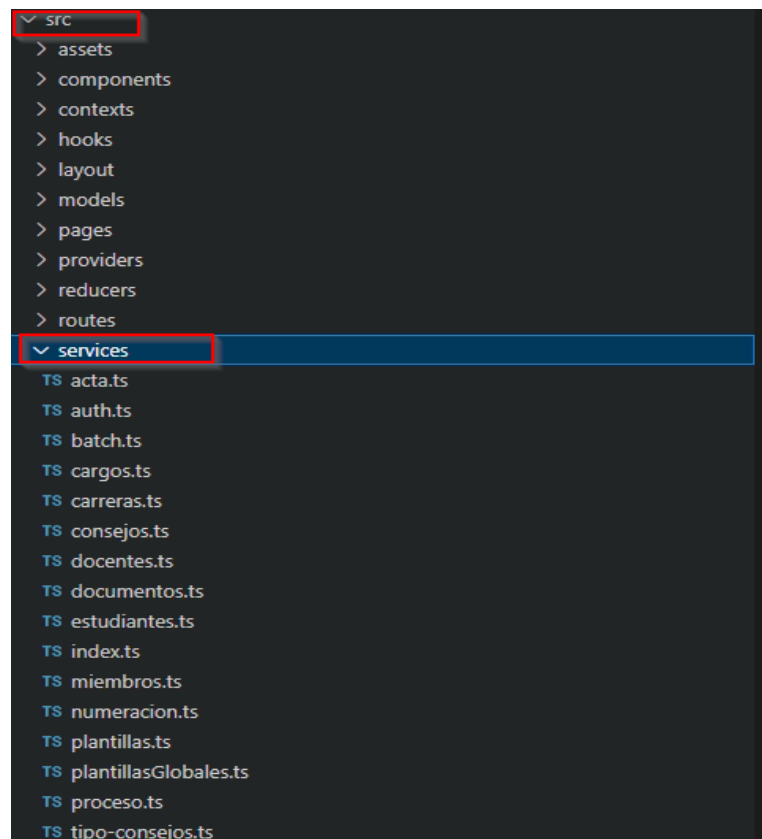 src
assets
components
contexts
hooks
layout
models
pages
providers
reducers
routes
services
TS acta.ts
TS auth.ts
TS batch.ts
TS cargos.ts
TS carreras.ts
TS consejos.ts
TS docentes.ts
TS documentos.ts
TS estudiantes.ts
TS index.ts
TS miembros.ts
TS numeracion.ts
TS plantillas.ts
TS plantillasGlobales.ts
TS proceso.ts
TS tipo-consejos.ts